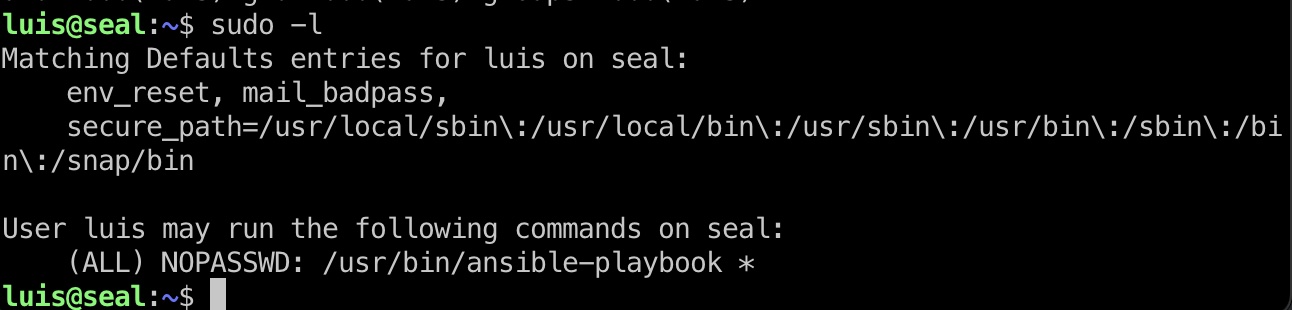 luis@seal:~$ sudo -l
Matching Defaults entries for luis on seal:
    env_reset, mail_badpass,
    secure_path=/usr/local/sbin\:/usr/local/bin\:/usr/sbin\:/usr/bin\:/sbin\:/bi
n\:/snap/bin

User luis may run the following commands on seal:
    (ALL) NOPASSWD: /usr/bin/ansible-playbook *
luis@seal:~$